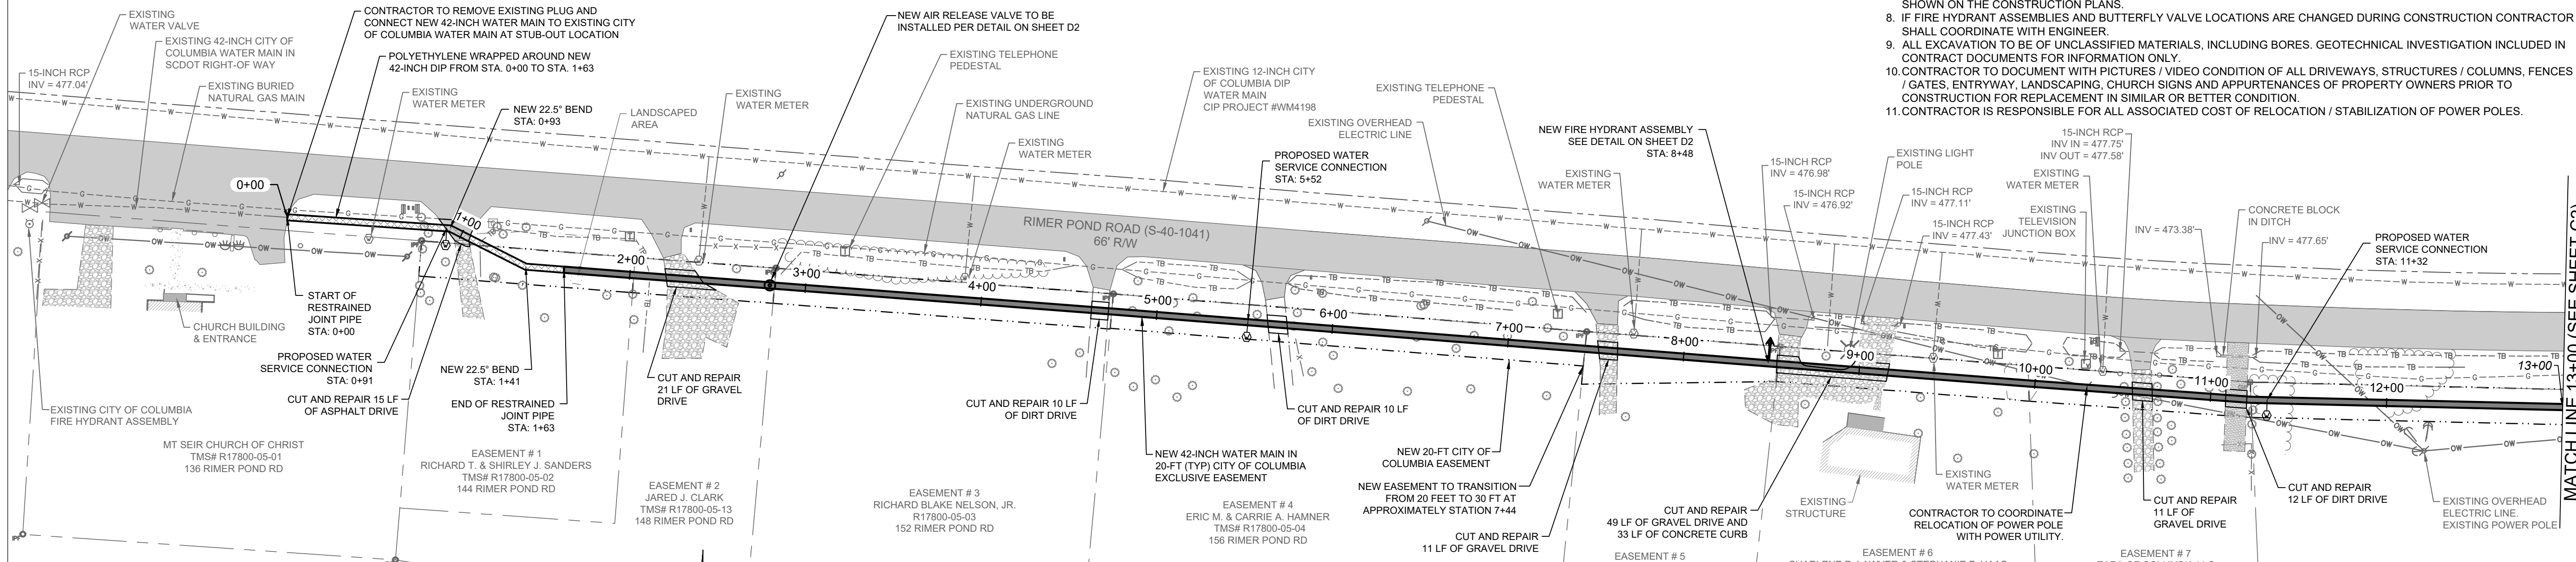 SHOWN ON THE CONSTRUCTION PLANS.
8. IF FIRE HYDRANT ASSEMBLIES AND BUTTERFLY VALVE LOCATIONS ARE CHANGED DURING CONSTRUCTION CONTRACTOR
SHALL COORDINATE WITH ENGINEER.
9. ALL EXCAVATION TO BE OF UNCLASSIFIED MATERIALS, INCLUDING BORES. GEOTECHNICAL INVESTIGATION INCLUDED IN
CONTRACT DOCUMENTS FOR INFORMATION ONLY.
10. CONTRACTOR TO DOCUMENT WITH PICTURES / VIDEO CONDITION OF ALL DRIVEWAYS, STRUCTURES / COLUMNS, FENCES
/ GATES, ENTRYWAY, LANDSCAPING, CHURCH SIGNS AND APPURTENANCES OF PROPERTY OWNERS PRIOR TO
CONSTRUCTION FOR REPLACEMENT IN SIMILAR OR BETTER CONDITION.
11. CONTRACTOR IS RESPONSIBLE FOR ALL ASSOCIATED COST OF RELOCATION / STABILIZATION OF POWER POLES.
EXISTING
WATER VALVE
EXISTING 42-INCH CITY OF
COLUMBIA WATER MAIN IN
SCDOT RIGHT-OF WAY
15-INCH RCP
INV = 477.04'
EXISTING BURIED
NATURAL GAS MAIN
CONTRACTOR TO REMOVE EXISTING PLUG AND
CONNECT NEW 42-INCH WATER MAIN TO EXISTING CITY
OF COLUMBIA WATER MAIN AT STUB-OUT LOCATION
POLYETHYLENE WRAPPED AROUND NEW
42-INCH DIP FROM STA. 0+00 TO STA. 1+63
EXISTING
WATER METER
NEW 22.5° BEND
STA: 0+93
LANDSCAPED
AREA
EXISTING
WATER METER
NEW AIR RELEASE VALVE TO BE
INSTALLED PER DETAIL ON SHEET D2
EXISTING TELEPHONE
PEDESTAL
EXISTING UNDERGROUND
NATURAL GAS LINE
EXISTING
WATER METER
EXISTING 12-INCH CITY
OF COLUMBIA DIP
WATER MAIN
CIP PROJECT #WM4198
EXISTING TELEPHONE
PEDESTAL
EXISTING OVERHEAD
ELECTRIC LINE
PROPOSED WATER
SERVICE CONNECTION
STA: 5+52
NEW FIRE HYDRANT ASSEMBLY
SEE DETAIL ON SHEET D2
STA: 8+48
EXISTING
WATER METER
15-INCH RCP
INV = 476.98'
15-INCH RCP
INV = 476.92'
EXISTING LIGHT
POLE
15-INCH RCP
INV = 477.11'
15-INCH RCP
INV = 477.43'
15-INCH RCP
INV IN = 477.75'
INV OUT = 477.58'
EXISTING
WATER METER
EXISTING
TELEVISION
JUNCTION BOX
CONCRETE BLOCK
IN DITCH
INV = 473.38'
INV = 477.65'
PROPOSED WATER
SERVICE CONNECTION
STA: 11+32
RIMER POND ROAD (S-40-1041)
66' R/W
0+00
1+00
2+00
3+00
4+00
5+00
6+00
7+00
8+00
9+00
10+00
11+00
12+00
13+00
MATCH LINE 13+00 (SEE SHEET C2)
START OF
RESTRAINED
JOINT PIPE
STA: 0+00
CHURCH BUILDING
& ENTRANCE
PROPOSED WATER
SERVICE CONNECTION
STA: 0+91
CUT AND REPAIR 15 LF
OF ASPHALT DRIVE
NEW 22.5° BEND
STA: 1+41
END OF RESTRAINED
JOINT PIPE
STA: 1+63
CUT AND REPAIR
21 LF OF GRAVEL
DRIVE
EXISTING CITY OF COLUMBIA
FIRE HYDRANT ASSEMBLY
MT SEIR CHURCH OF CHRIST
TMS# R17800-05-01
136 RIMER POND RD
EASEMENT # 1
RICHARD T. & SHIRLEY J. SANDERS
TMS# R17800-05-02
144 RIMER POND RD
EASEMENT # 2
JARED J. CLARK
TMS# R17800-05-13
148 RIMER POND RD
CUT AND REPAIR 10 LF
OF DIRT DRIVE
EASEMENT # 3
RICHARD BLAKE NELSON, JR.
R17800-05-03
152 RIMER POND RD
NEW 42-INCH WATER MAIN IN
20-FT (TYP) CITY OF COLUMBIA
EXCLUSIVE EASEMENT
CUT AND REPAIR 10 LF
OF DIRT DRIVE
EASEMENT # 4
ERIC M. & CARRIE A. HAMNER
TMS# R17800-05-04
156 RIMER POND RD
NEW 20-FT CITY OF
COLUMBIA EASEMENT
NEW EASEMENT TO TRANSITION
FROM 20 FEET TO 30 FT AT
APPROXIMATELY STATION 7+44
CUT AND REPAIR
11 LF OF GRAVEL DRIVE
CUT AND REPAIR
49 LF OF GRAVEL DRIVE AND
33 LF OF CONCRETE CURB
EASEMENT # 5
EXISTING
STRUCTURE
EXISTING
WATER METER
CONTRACTOR TO COORDINATE
RELOCATION OF POWER POLE
WITH POWER UTILITY.
EASEMENT # 6
CUT AND REPAIR
11 LF OF
GRAVEL DRIVE
EASEMENT # 7
CUT AND REPAIR
12 LF OF DIRT DRIVE
EXISTING OVERHEAD
ELECTRIC LINE.
EXISTING POWER POLE